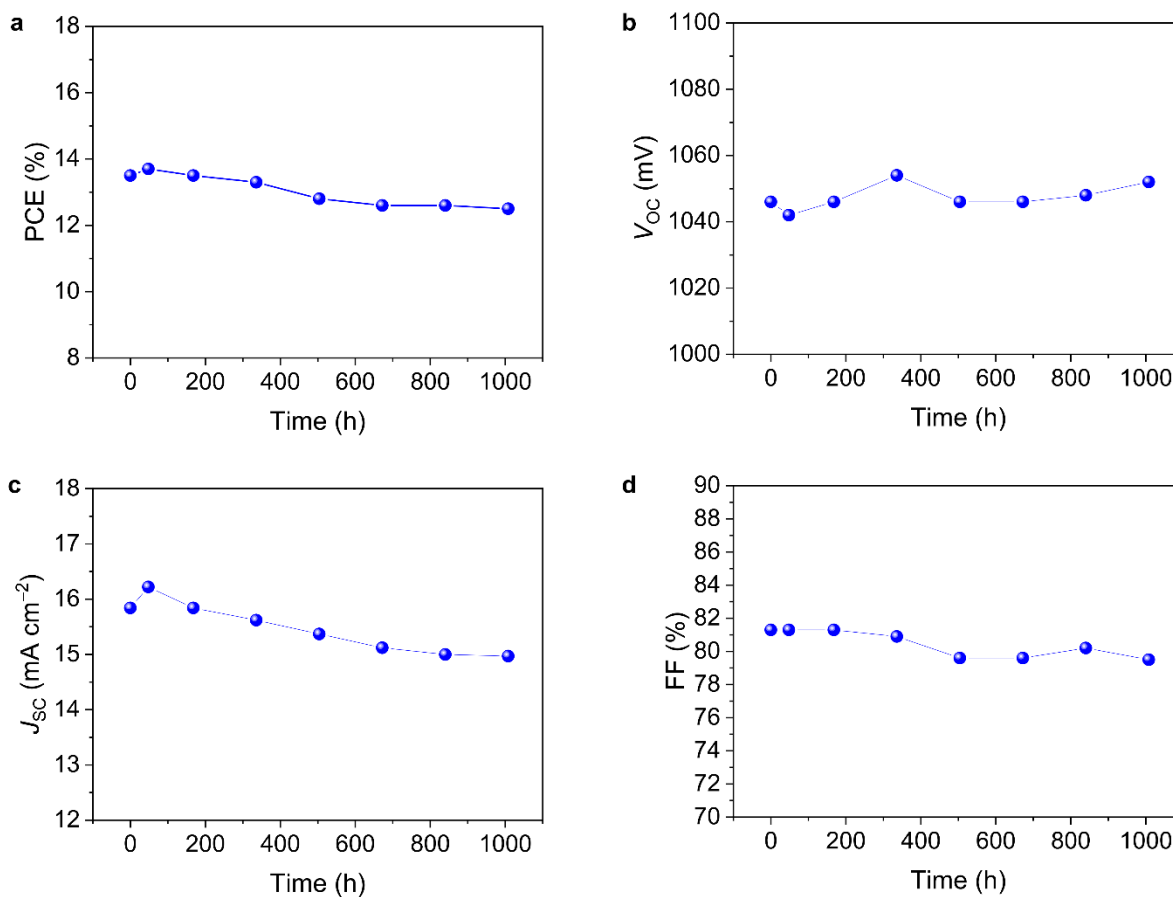 a
18
16
14
12
10
8
PCE (%)
0 200 400 600 800 1000
Time (h)
b
1100
1080
1060
1040
1020
1000
VOC (mV)
0 200 400 600 800 1000
Time (h)
c
18
17
16
15
14
13
12
JSC (mA cm−2)
0 200 400 600 800 1000
Time (h)
d
90
88
86
84
82
80
78
76
74
72
70
FF (%)
0 200 400 600 800 1000
Time (h)